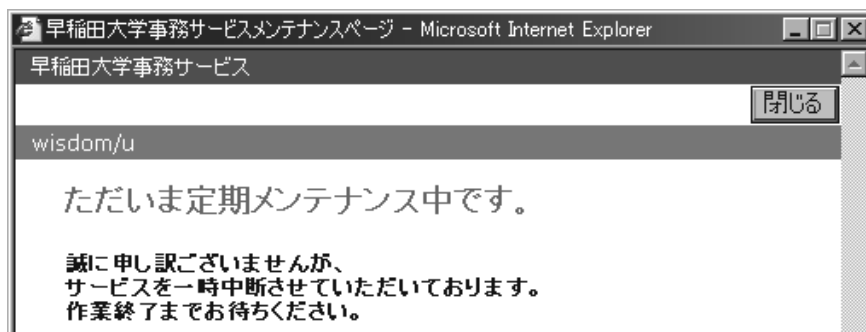 早稲田大学事務サービスメンテナンスページ - Microsoft Internet Explorer
早稲田大学事務サービス
閉じる
wisdom/u
ただいま定期メンテナンス中です。
誠に申し訳ございませんが、
サービスを一時中断させていただいております。
作業終了までお待ちください。